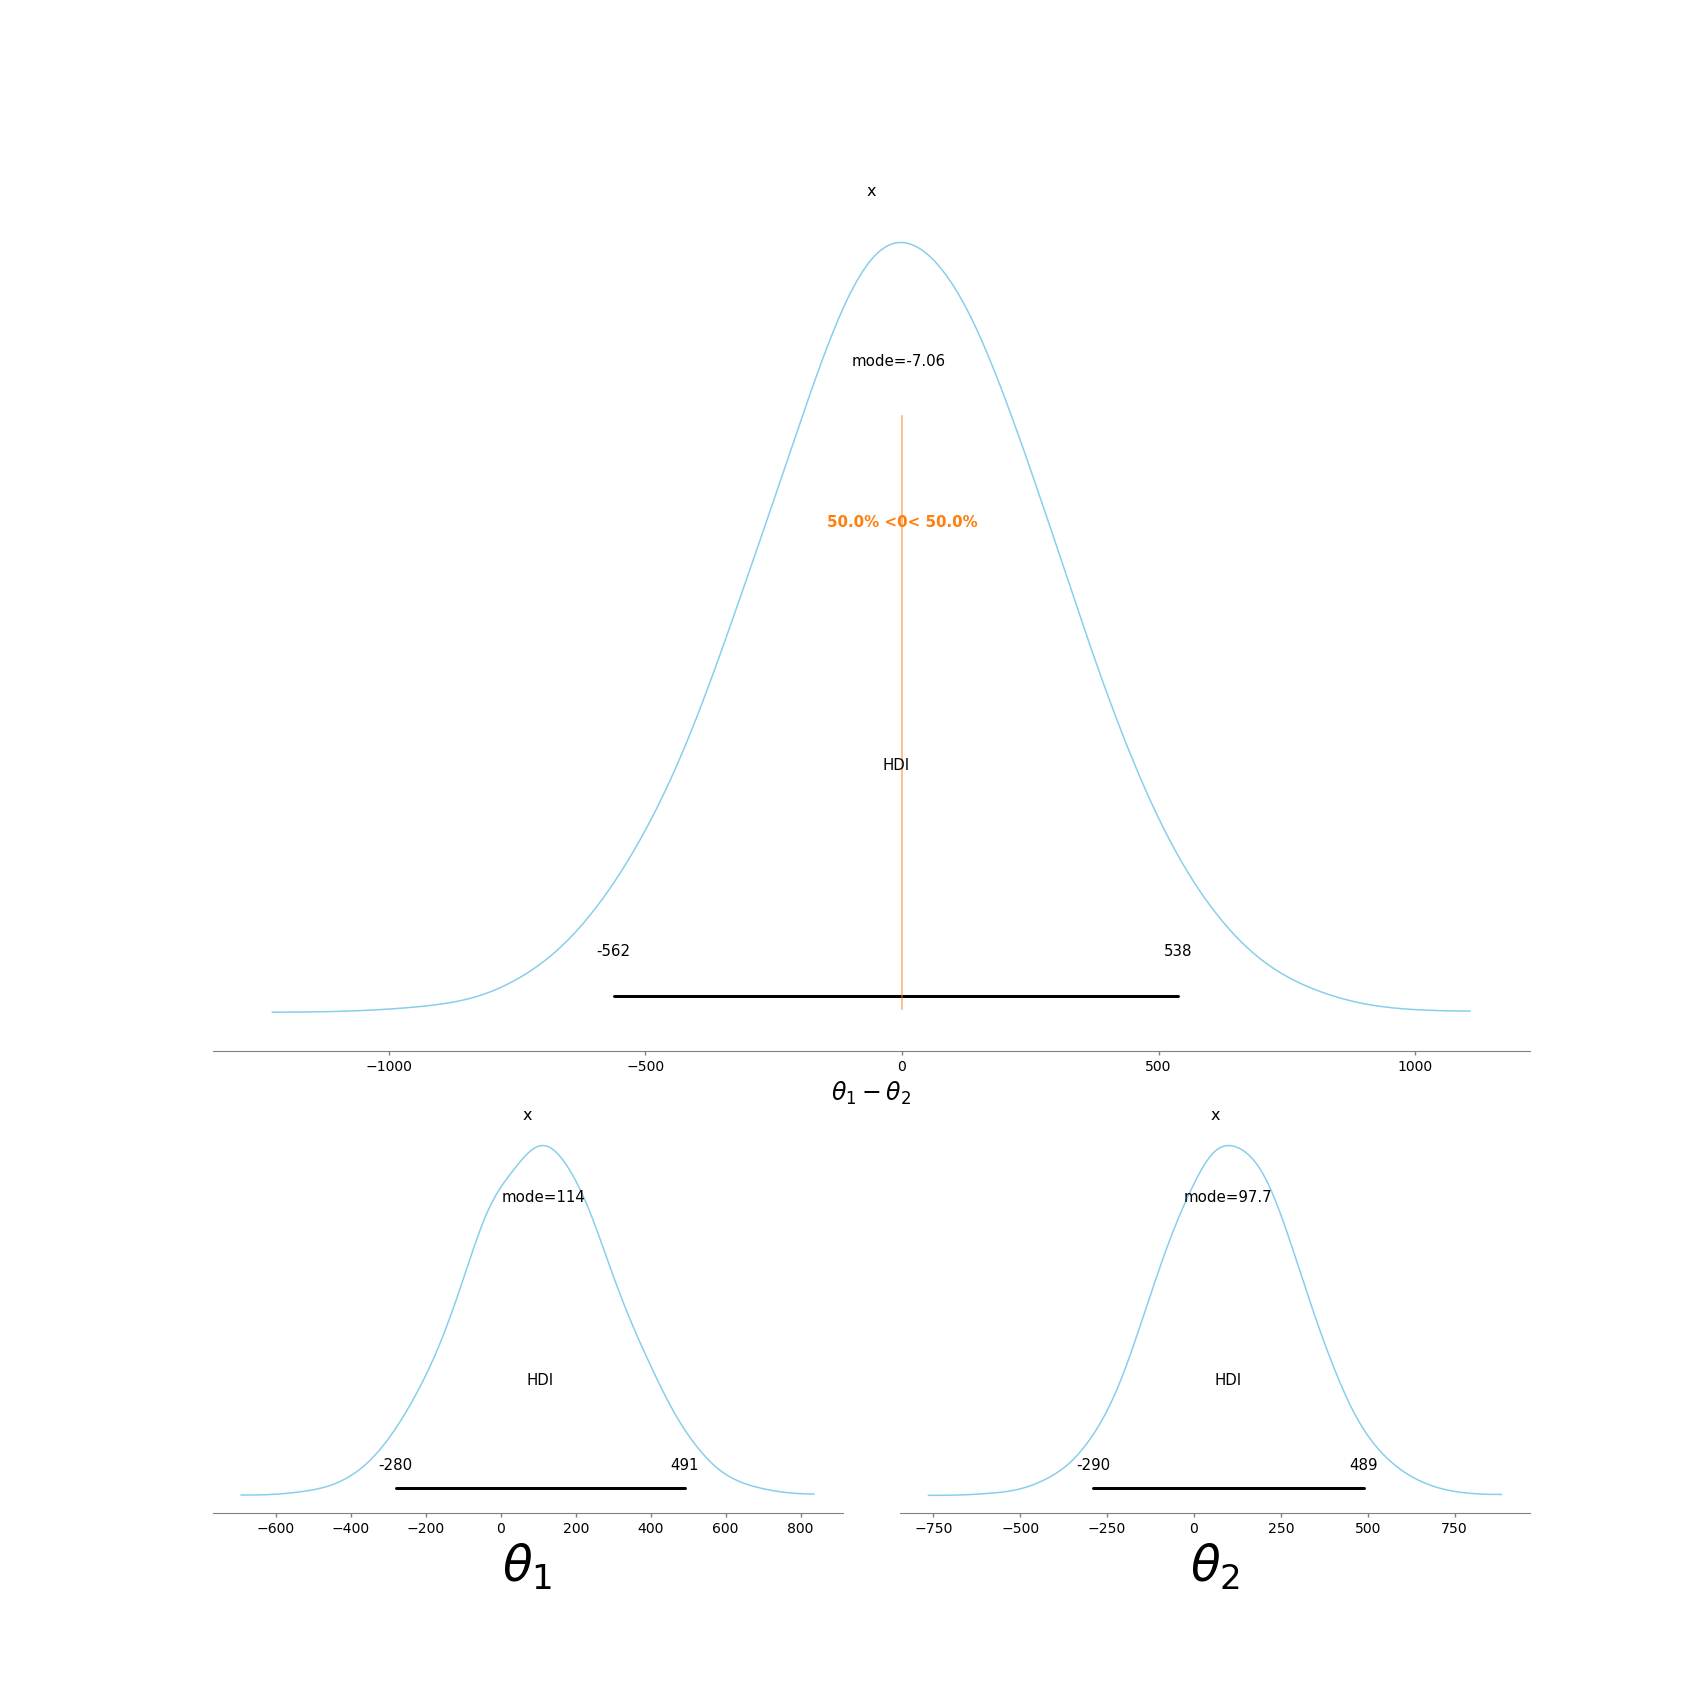 x
mode=-7.06
50.0% <0< 50.0%
HDI
-562 538
−1000 −500 0 500 1000
θ₁ − θ₂
x x
mode=114 mode=97.7
HDI HDI
-280 491 -290 489
−600 −400 −200 0 200 400 600 800 −750 −500 −250 0 250 500 750
θ₁ θ₂